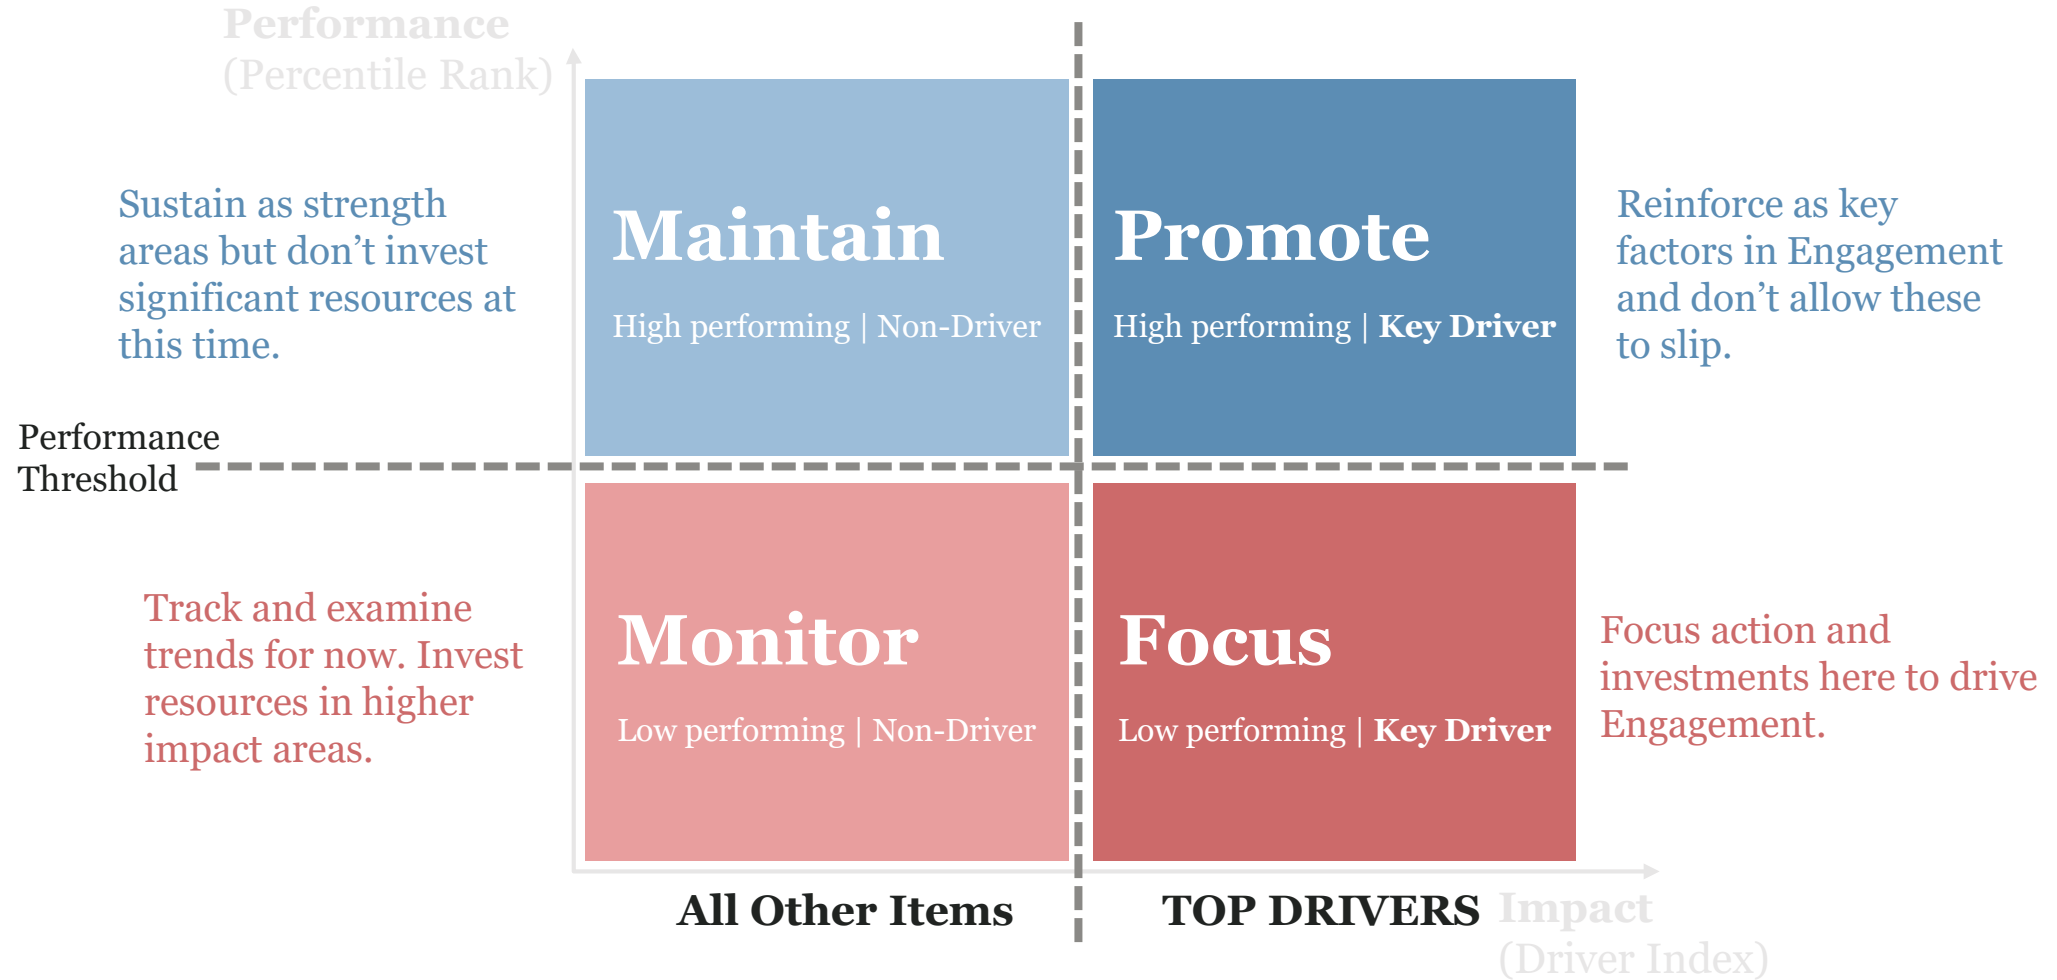 Performance
(Percentile Rank)
Sustain as strength
areas but don’t invest
significant resources at
this time.
Maintain
High performing | Non-Driver
Promote
High performing | Key Driver
Reinforce as key
factors in Engagement
and don’t allow these
to slip.
Performance
Threshold
Track and examine
trends for now. Invest
resources in higher
impact areas.
Monitor
Low performing | Non-Driver
Focus
Low performing | Key Driver
Focus action and
investments here to drive
Engagement.
All Other Items
TOP DRIVERS
Impact
(Driver Index)